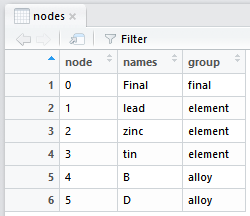 nodes
Filter
node names group
1 0 Final final
2 1 lead element
3 2 zinc element
4 3 tin element
5 4 B alloy
6 5 D alloy